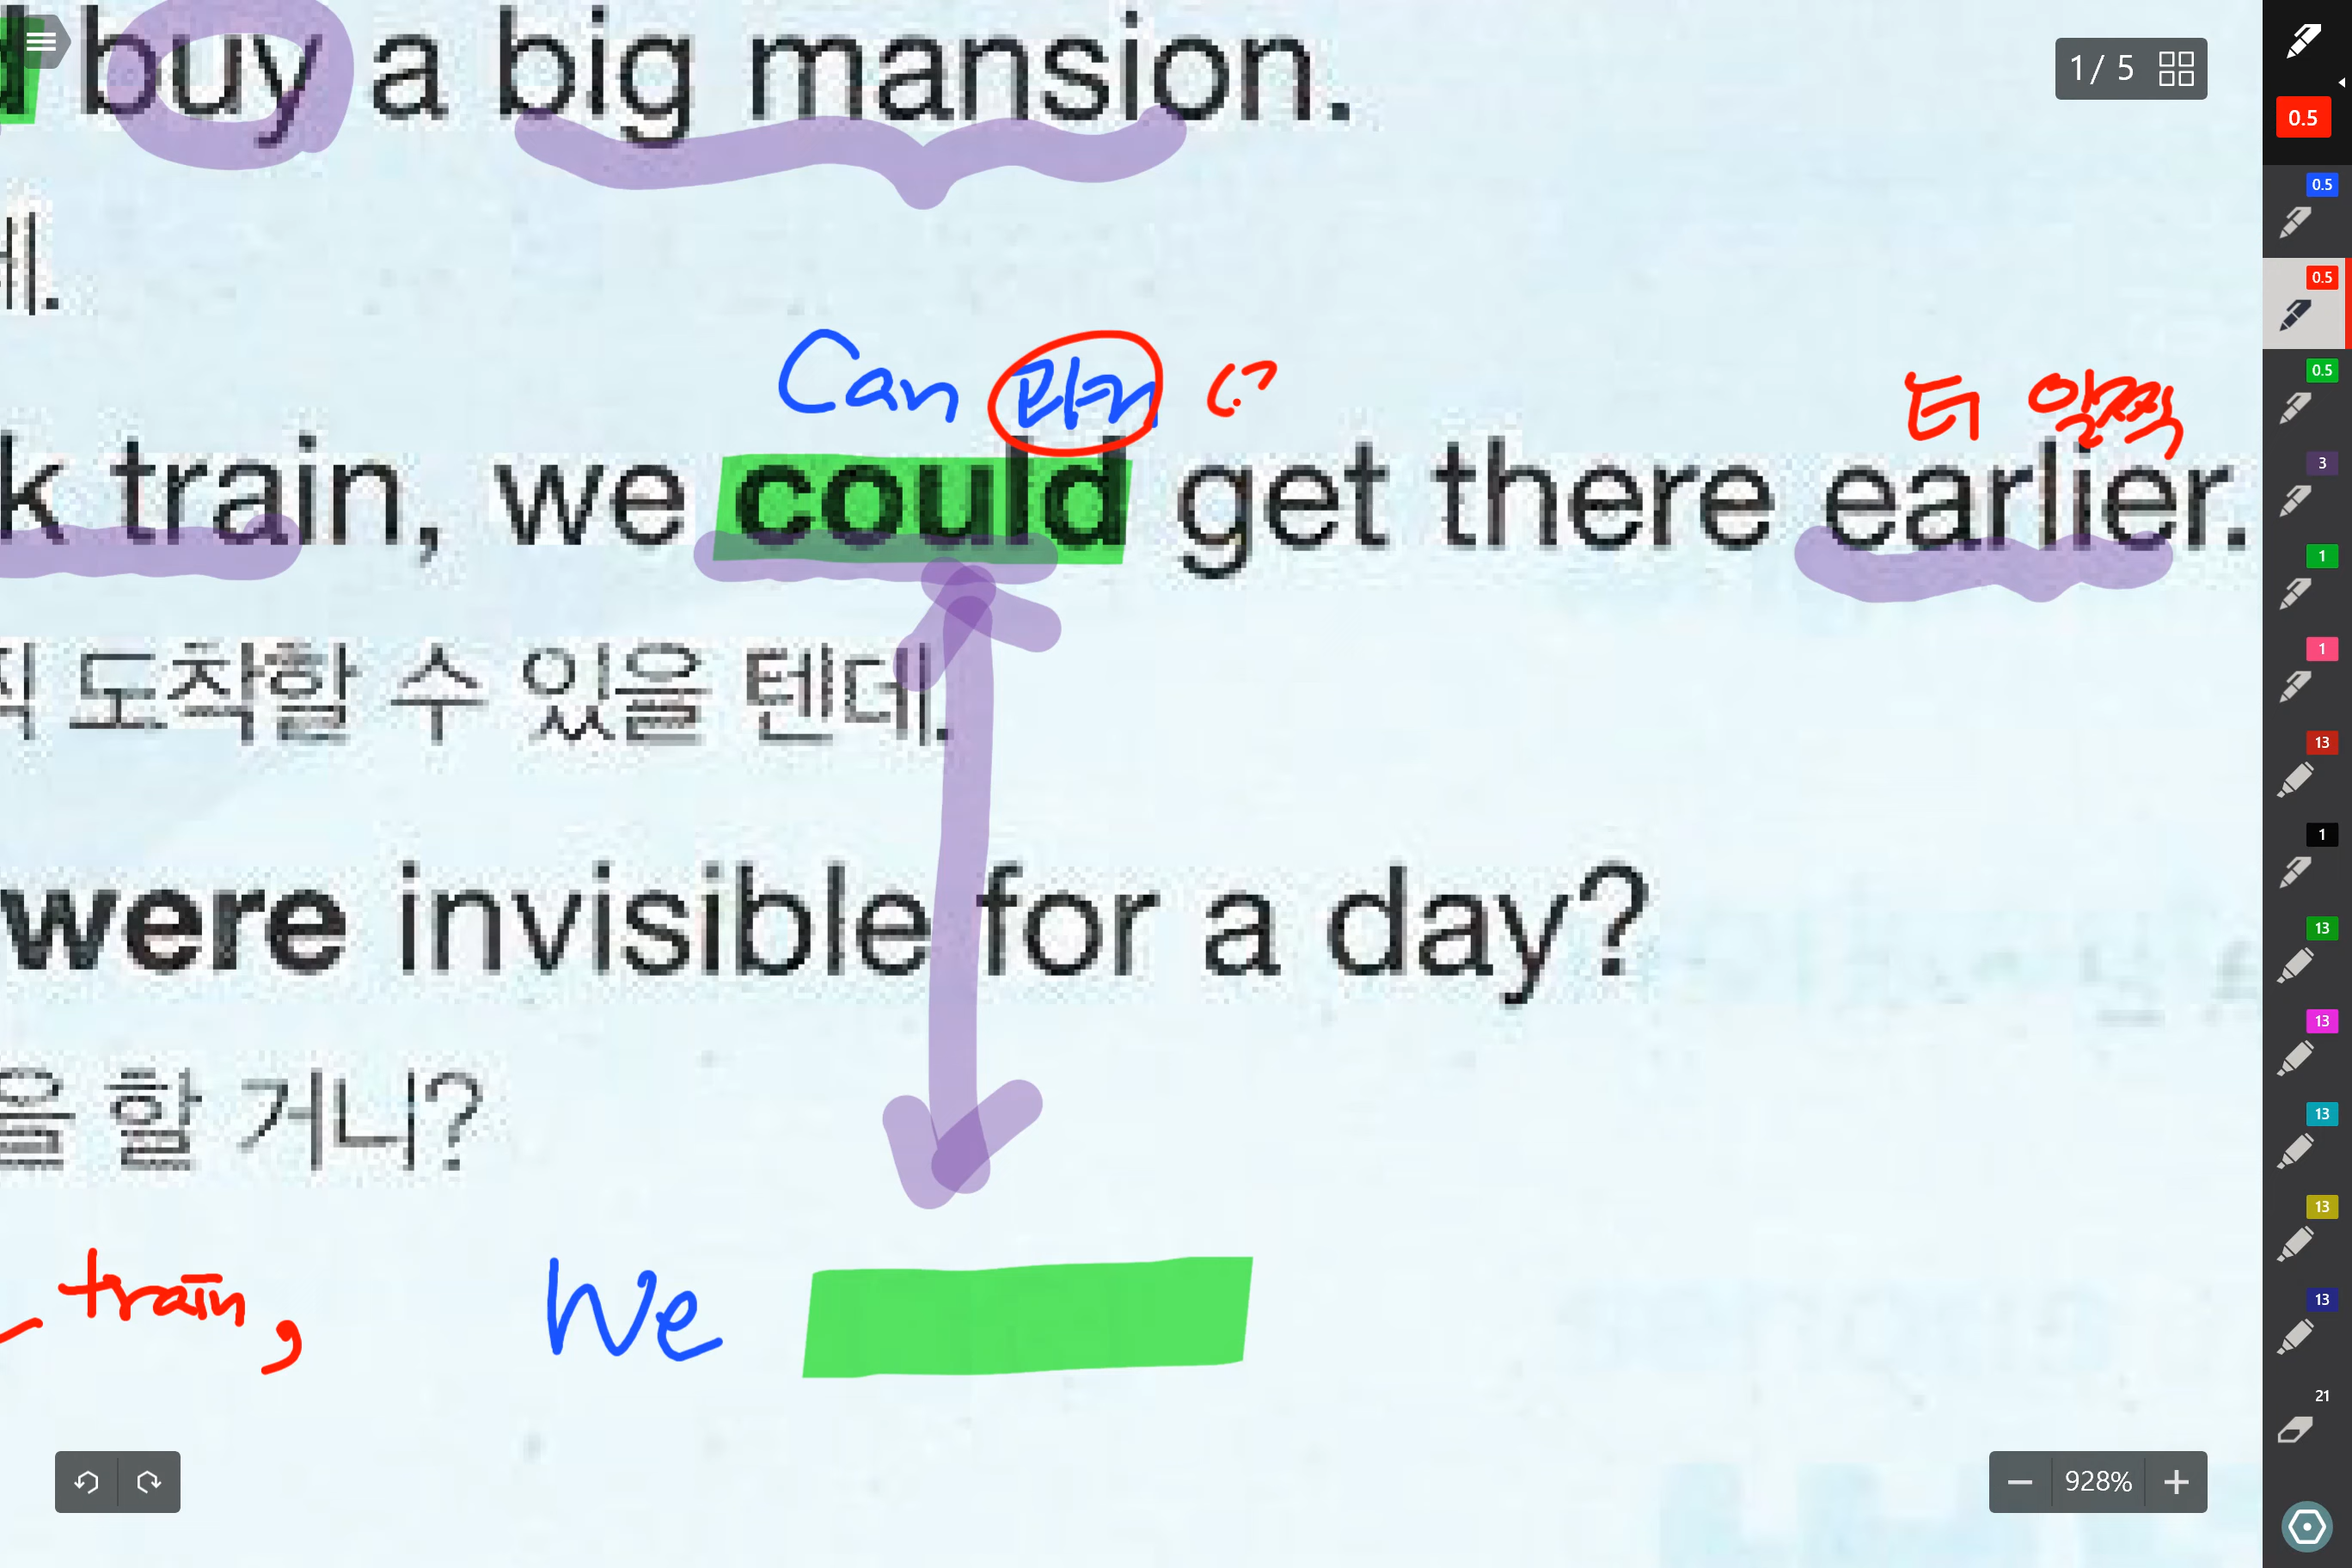 buy a big mansion.
1/ 5
0.5
0.5
데.
0.5
Can
더 일찍
0.5
k train, we could get there earlier.
3
1
직 도착할 수 있을 텐데.
1
13
1
were invisible for a day?
13
13
을 할 거니?
13
13
train,
We
13
21
928%